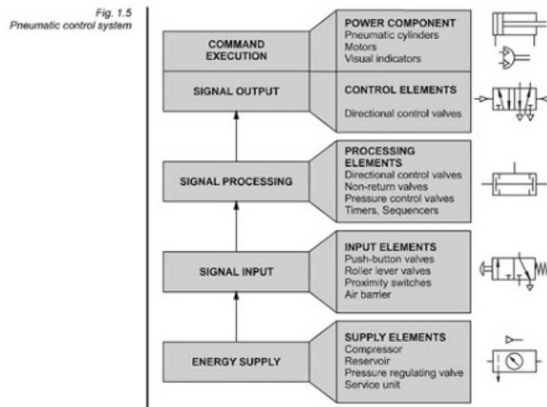 Fig. 1.5
Pneumatic control system
COMMAND
EXECUTION
POWER COMPONENT
Pneumatic cylinders
Motors
Visual indicators
SIGNAL OUTPUT
CONTROL ELEMENTS
Directional control valves
SIGNAL PROCESSING
PROCESSING
ELEMENTS
Directional control valves
Non-return valves
Pressure control valves
Timers, Sequencers
SIGNAL INPUT
INPUT ELEMENTS
Push-button valves
Roller lever valves
Proximity switches
Air barrier
ENERGY SUPPLY
SUPPLY ELEMENTS
Compressor
Reservoir
Pressure regulating valve
Service unit